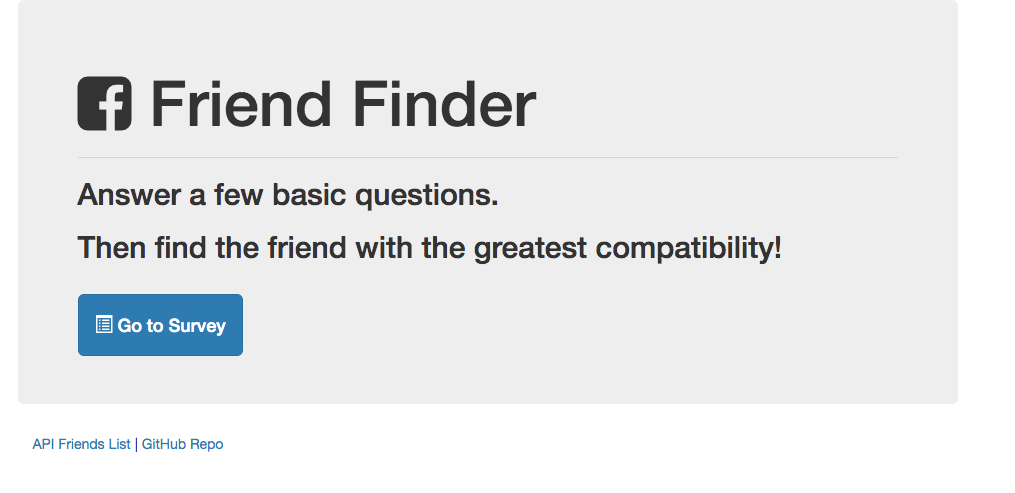 Friend Finder
Answer a few basic questions.
Then find the friend with the greatest compatibility!
Go to Survey
API Friends List | GitHub Repo